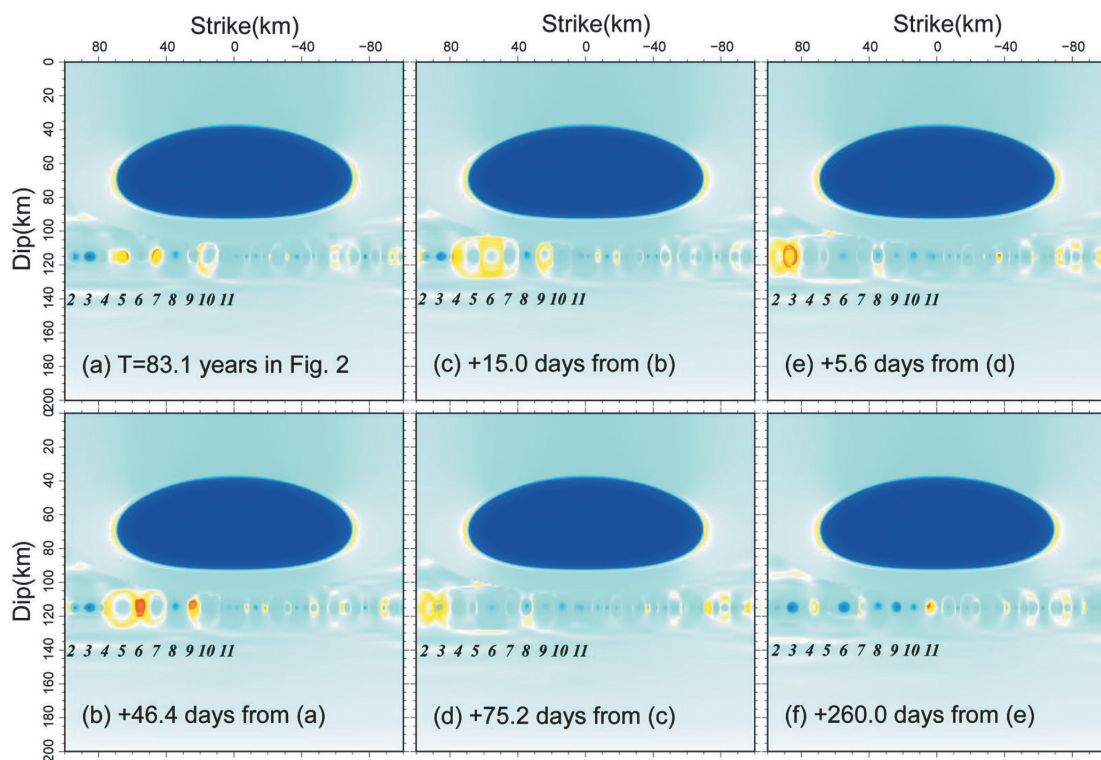 Strike(km)
Strike(km)
Strike(km)
80 40 0 −40 −80
80 40 0 −40 −80
80 40 0 −40 −80
Dip(km)
0
20
40
60
80
100
120
140
160
180
200
2 3 4 5 6 7 8 9 10 11
(a) T=83.1 years in Fig. 2
2 3 4 5 6 7 8 9 10 11
(c) +15.0 days from (b)
2 3 4 5 6 7 8 9 10 11
(e) +5.6 days from (d)
Dip(km)
0
20
40
60
80
100
120
140
160
180
200
2 3 4 5 6 7 8 9 10 11
(b) +46.4 days from (a)
2 3 4 5 6 7 8 9 10 11
(d) +75.2 days from (c)
2 3 4 5 6 7 8 9 10 11
(f) +260.0 days from (e)